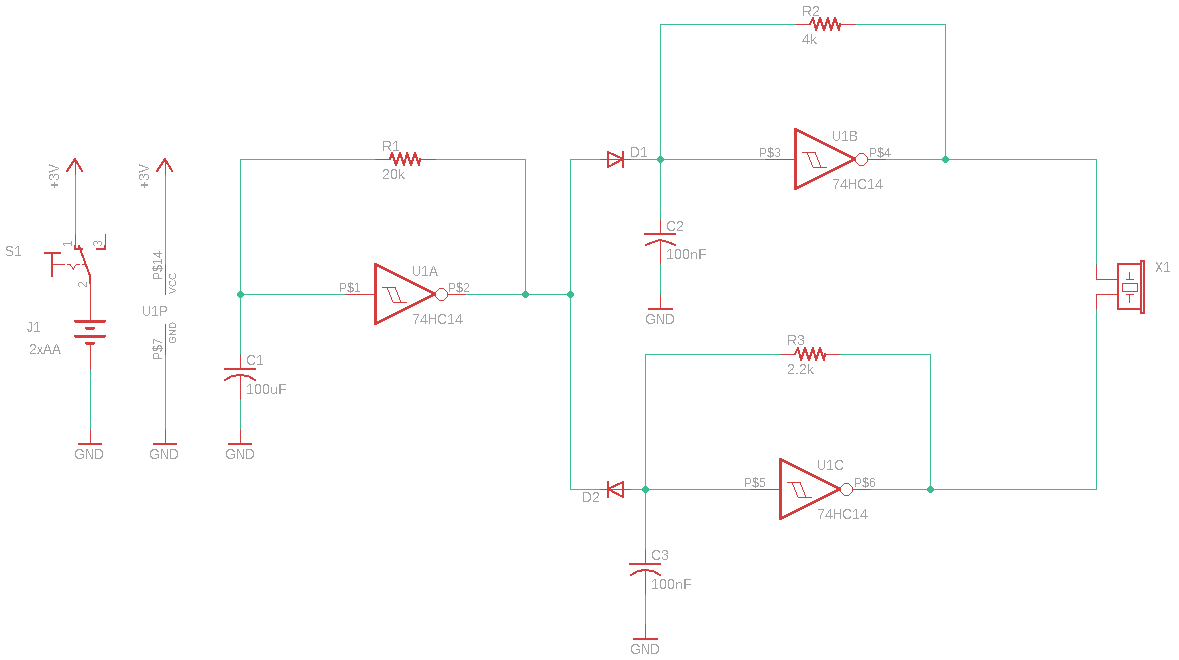 R2
4k
U1B
P$3
P$4
74HC14
D1
R1
20k
+3V
+3V
C2
100nF
S1
1
3
2
P$14
VCC
U1A
P$1
P$2
74HC14
X1
U1P
GND
J1
2xAA
GND
P$7
R3
2.2k
C1
100uF
GND
GND
GND
U1C
P$5
P$6
74HC14
D2
C3
100nF
GND